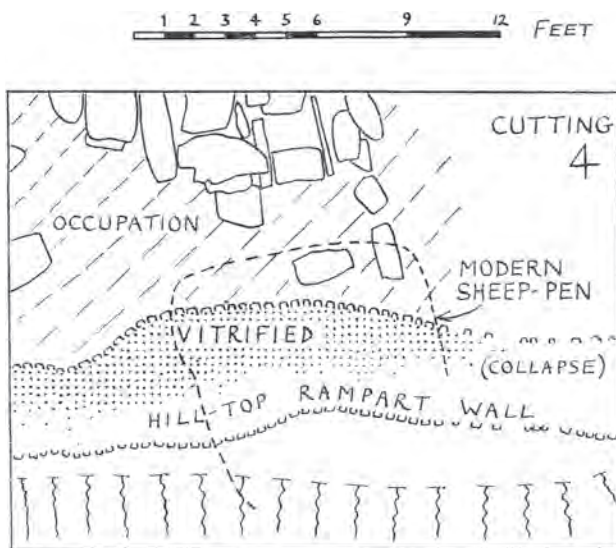 1 2 3 4 5 6 9 12 FEET
CUTTING
4
OCCUPATION
MODERN
SHEEP-PEN
VITRIFIED
(COLLAPSE)
HILL-TOP RAMPART WALL